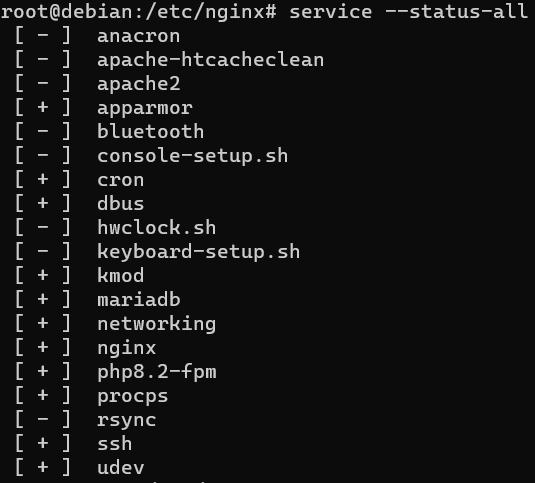 root@debian:/etc/nginx# service --status-all
[ - ]  anacron
[ - ]  apache-htcacheclean
[ - ]  apache2
[ + ]  apparmor
[ - ]  bluetooth
[ - ]  console-setup.sh
[ + ]  cron
[ + ]  dbus
[ - ]  hwclock.sh
[ - ]  keyboard-setup.sh
[ + ]  kmod
[ + ]  mariadb
[ + ]  networking
[ + ]  nginx
[ + ]  php8.2-fpm
[ + ]  procps
[ - ]  rsync
[ + ]  ssh
[ + ]  udev